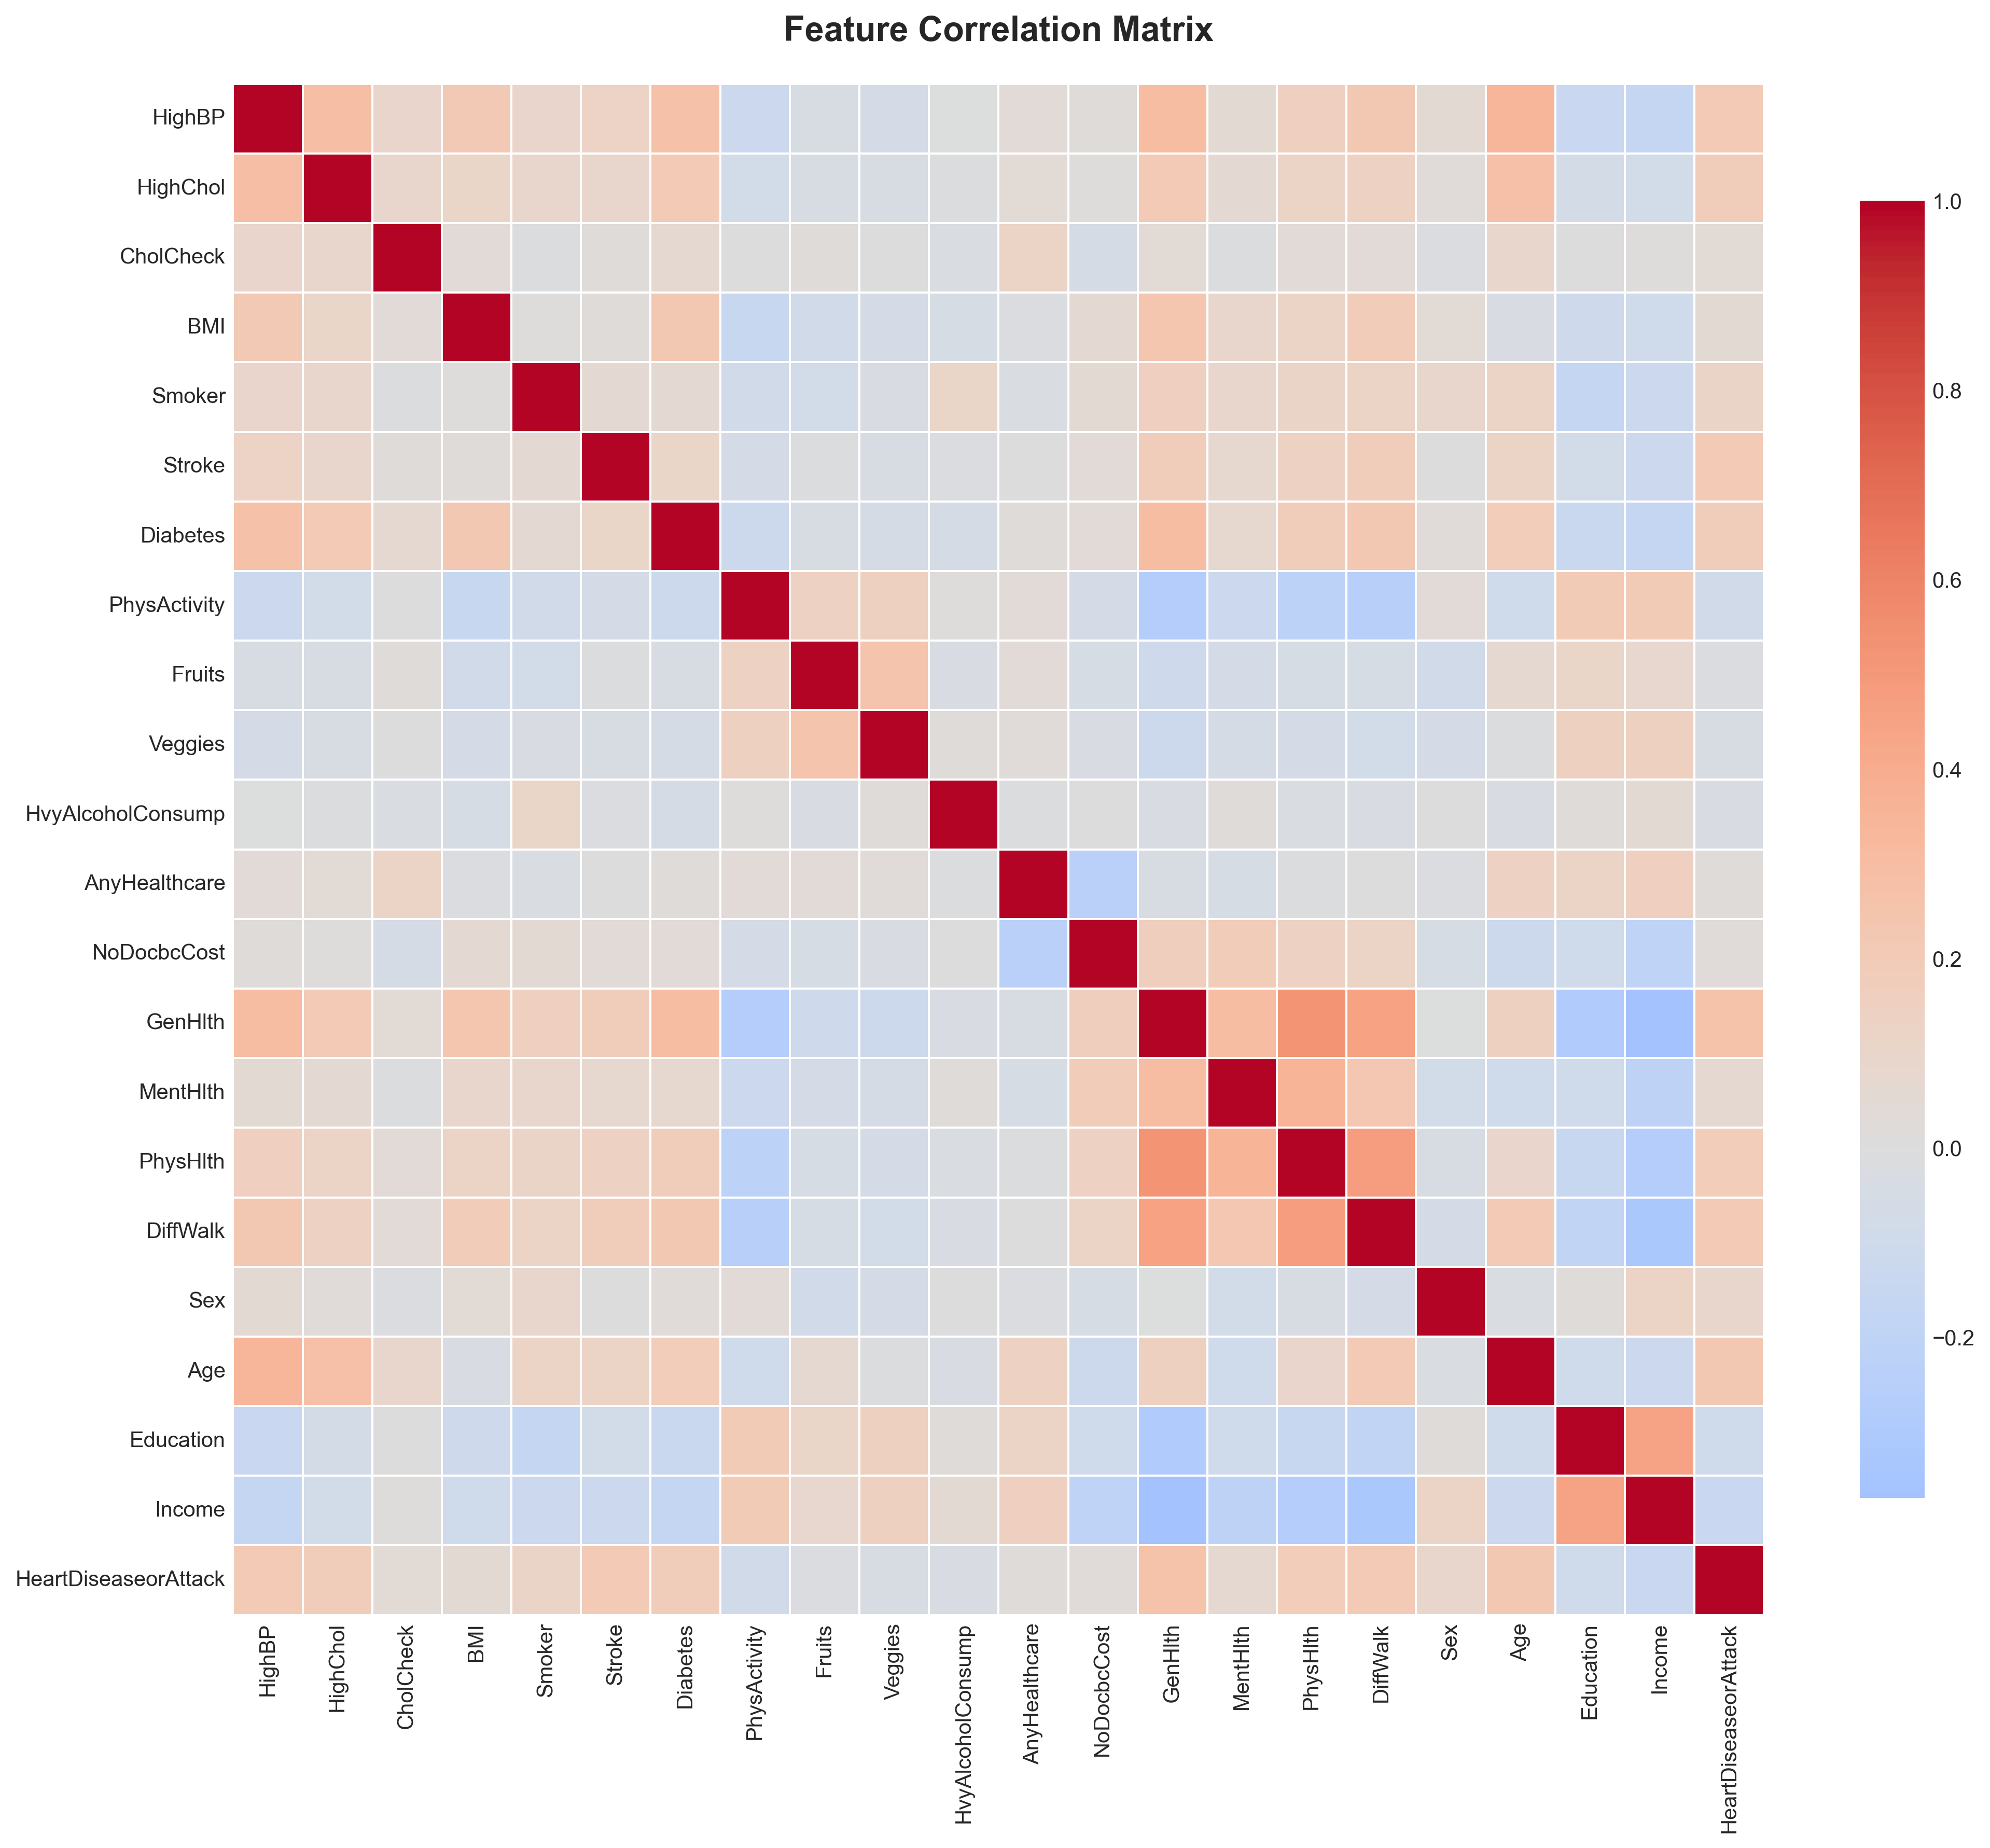 Feature Correlation Matrix
HighBP
HighChol
CholCheck
BMI
Smoker
Stroke
Diabetes
PhysActivity
Fruits
Veggies
HvyAlcoholConsump
AnyHealthcare
NoDocbcCost
GenHlth
MentHlth
PhysHlth
DiffWalk
Sex
Age
Education
Income
HeartDiseaseorAttack
HighBP
HighChol
CholCheck
BMI
Smoker
Stroke
Diabetes
PhysActivity
Fruits
Veggies
HvyAlcoholConsump
AnyHealthcare
NoDocbcCost
GenHlth
MentHlth
PhysHlth
DiffWalk
Sex
Age
Education
Income
HeartDiseaseorAttack
1.0
0.8
0.6
0.4
0.2
0.0
−0.2